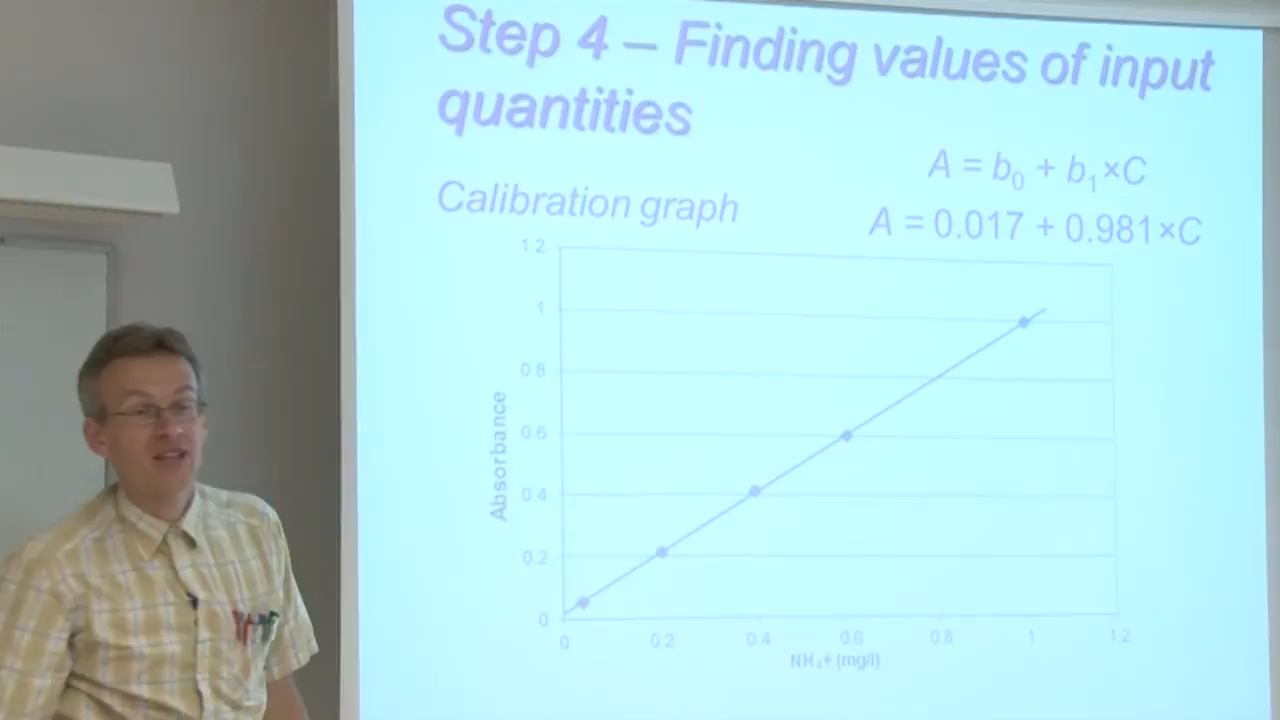 Step 4 – Finding values of input
quantities
A = b₀ + b₁×C
Calibration graph
A = 0.017 + 0.981×C
1.2
1
0.8
0.6
0.4
0.2
0
Absorbance
0 0.2 0.4 0.6 0.8 1 1.2
NH₄+ (mg/l)